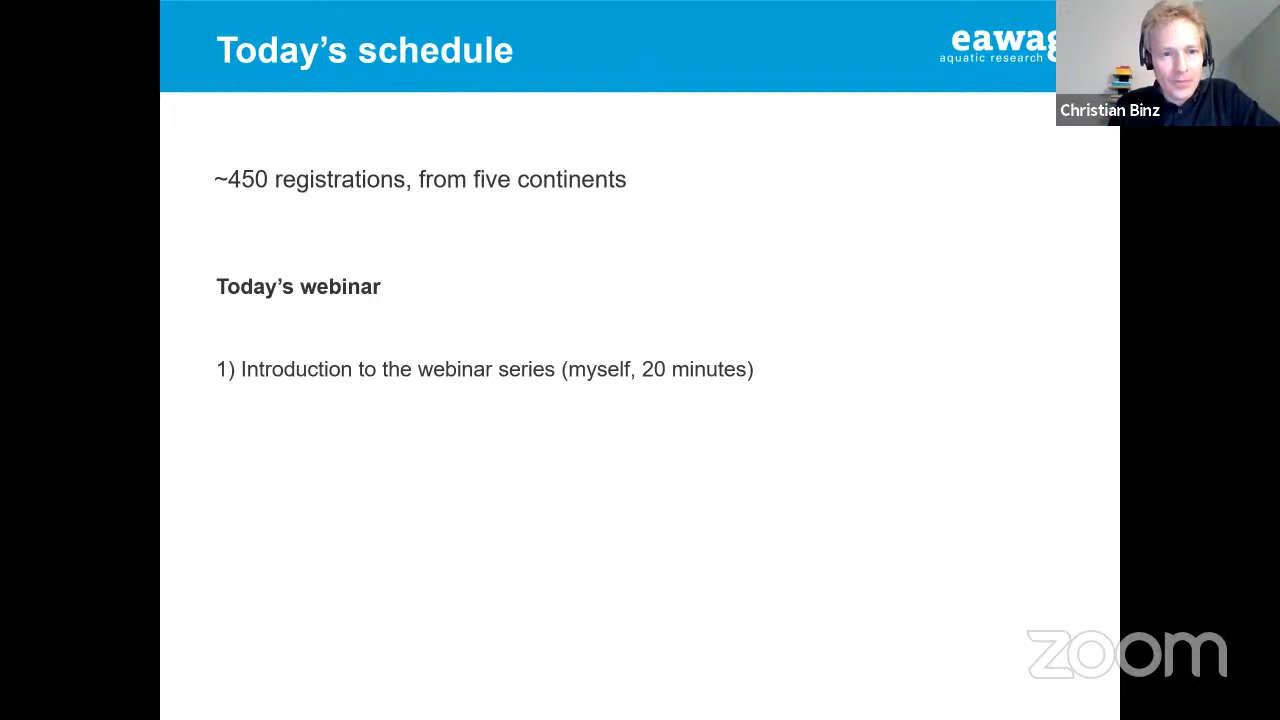 Today’s schedule
eawag
aquatic research
Christian Binz
~450 registrations, from five continents
Today’s webinar
1) Introduction to the webinar series (myself, 20 minutes)
zoom